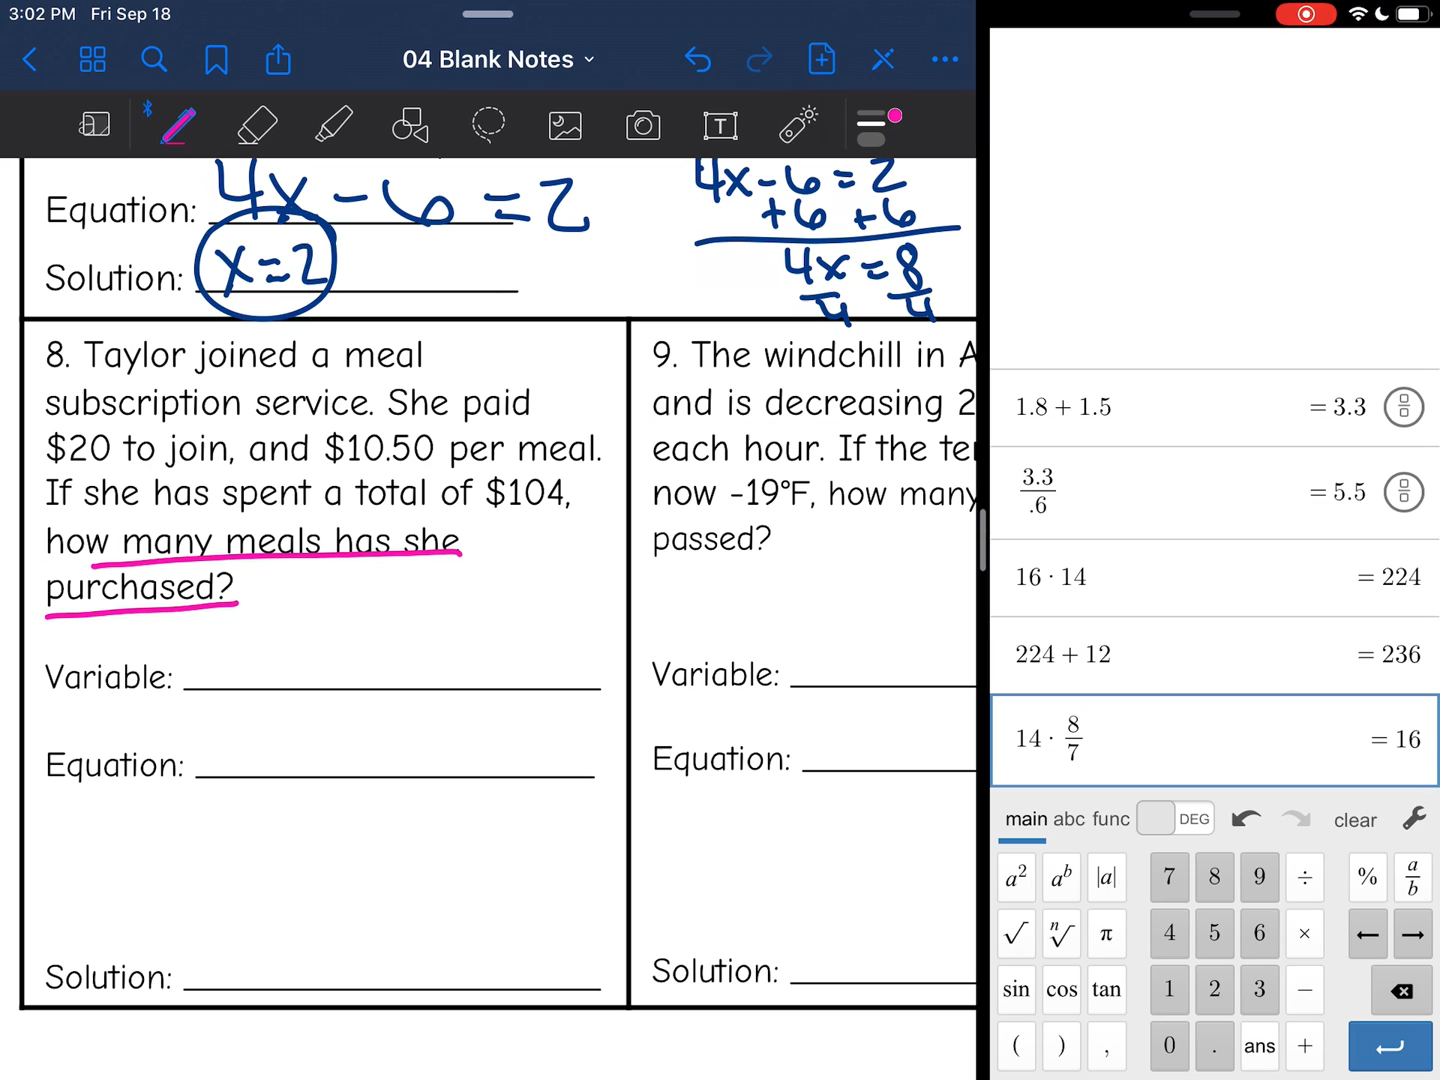 3:02 PM Fri Sep 18
04 Blank Notes
T
Equation: 4x - 6 = 2
4x - 6 = 2
+6 +6
Solution: x = 2
4x = 8
4 4
8. Taylor joined a meal
subscription service. She paid
$20 to join, and $10.50 per meal.
If she has spent a total of $104,
how many meals has she
purchased?
Variable:
Equation:
Solution:
9. The windchill in A
and is decreasing 2
each hour. If the te
now -19°F, how many
passed?
Variable:
Equation:
Solution:
1.8 + 1.5 = 3.3
3.3/.6 = 5.5
16 · 14 = 224
224 + 12 = 236
14 · 8/7 = 16
main abc func DEG clear
a² aᵇ |a| 7 8 9 ÷ % a/b
√ ⁿ√ π 4 5 6 × ← →
sin cos tan 1 2 3 −
( ) , 0 . ans +